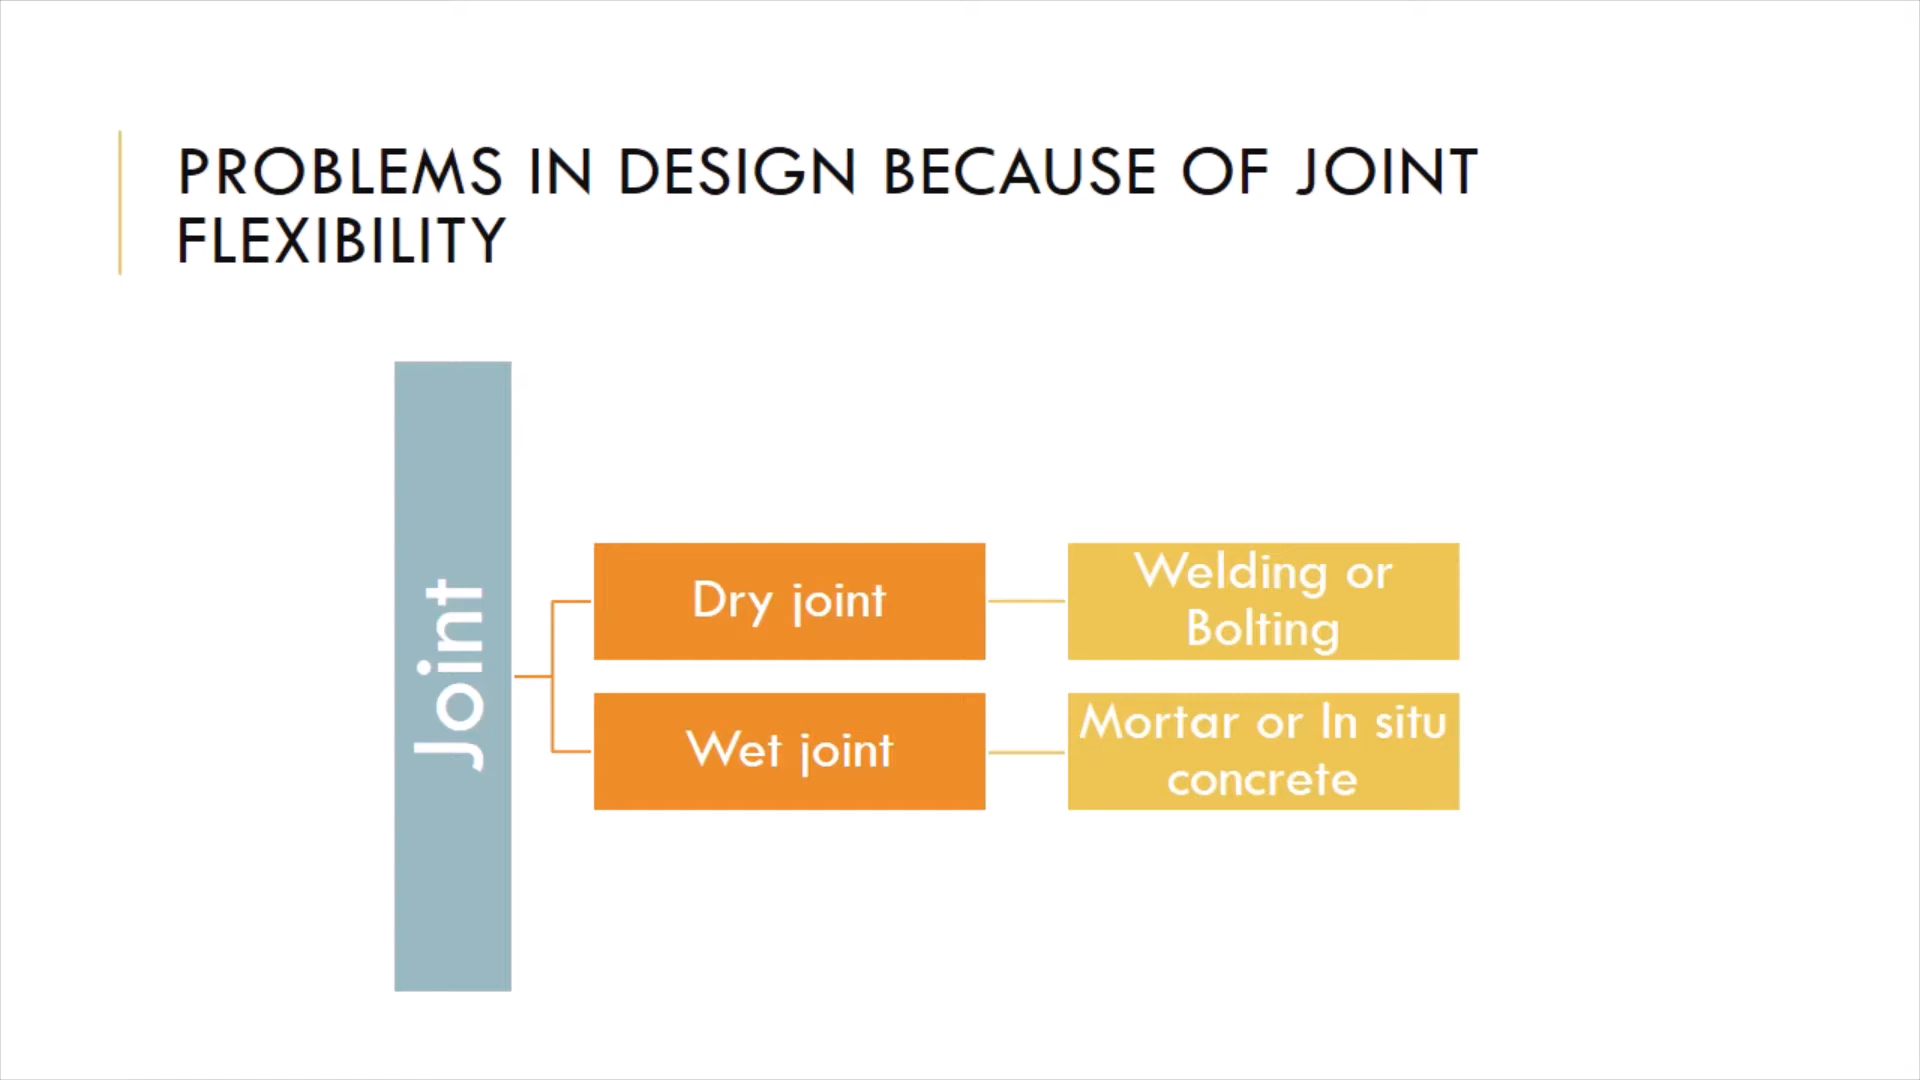 PROBLEMS IN DESIGN BECAUSE OF JOINT
FLEXIBILITY
Joint
Dry joint
Welding or
Bolting
Wet joint
Mortar or In situ
concrete